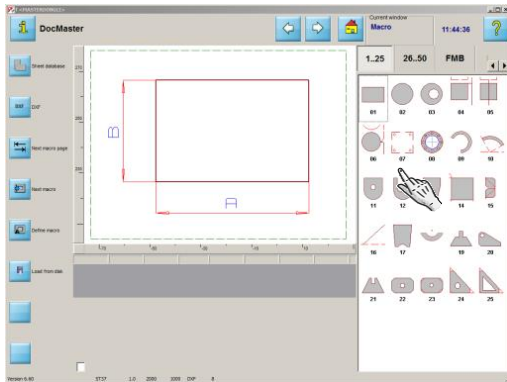 DocMaster
Current window
Macro
11:44:36
1..25
26..50
FMB
Sheet database
DXF
Next macro page
Next macro
Define macro
Load from disk
B
A
01
02
03
04
05
06
07
08
09
10
11
12
14
15
16
17
19
20
21
22
23
24
25
Version 6.60
ST37
1.0
2000
1000
DXF